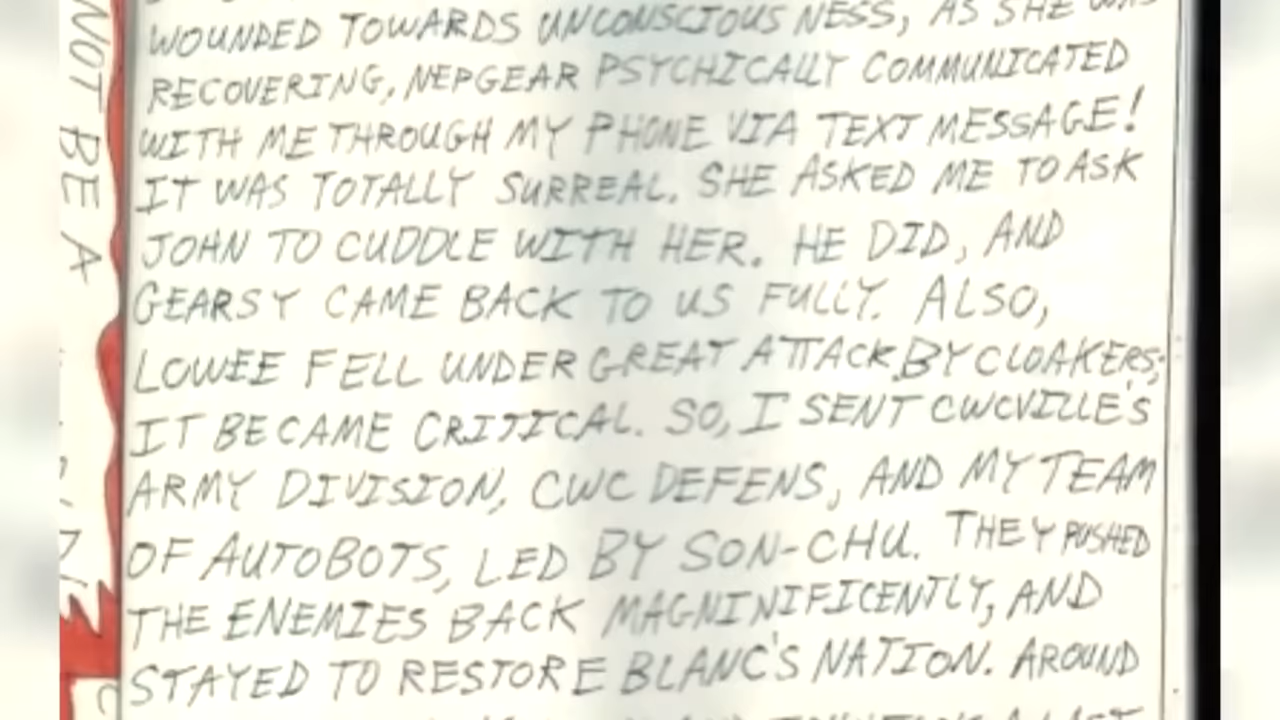 NOT BE A
WOUNDED TOWARDS UNCONSCIOUS NESS, AS SHE WAS
RECOVERING, NEPGEAR PSYCHICALLY COMMUNICATED
WITH ME THROUGH MY PHONE VIA TEXT MESSAGE!
IT WAS TOTALLY SURREAL. SHE ASKED ME TO ASK
JOHN TO CUDDLE WITH HER. HE DID, AND
GEARSY CAME BACK TO US FULLY. ALSO,
LOWEE FELL UNDER GREAT ATTACK BY CLOAKERS;
IT BECAME CRITICAL. SO, I SENT CWCVILLE'S
ARMY DIVISION, CWC DEFENS, AND MY TEAM
OF AUTOBOTS, LED BY SON-CHU. THEY PUSHED
THE ENEMIES BACK MAGNINIFICENTLY, AND
STAYED TO RESTORE BLANC'S NATION. AROUND